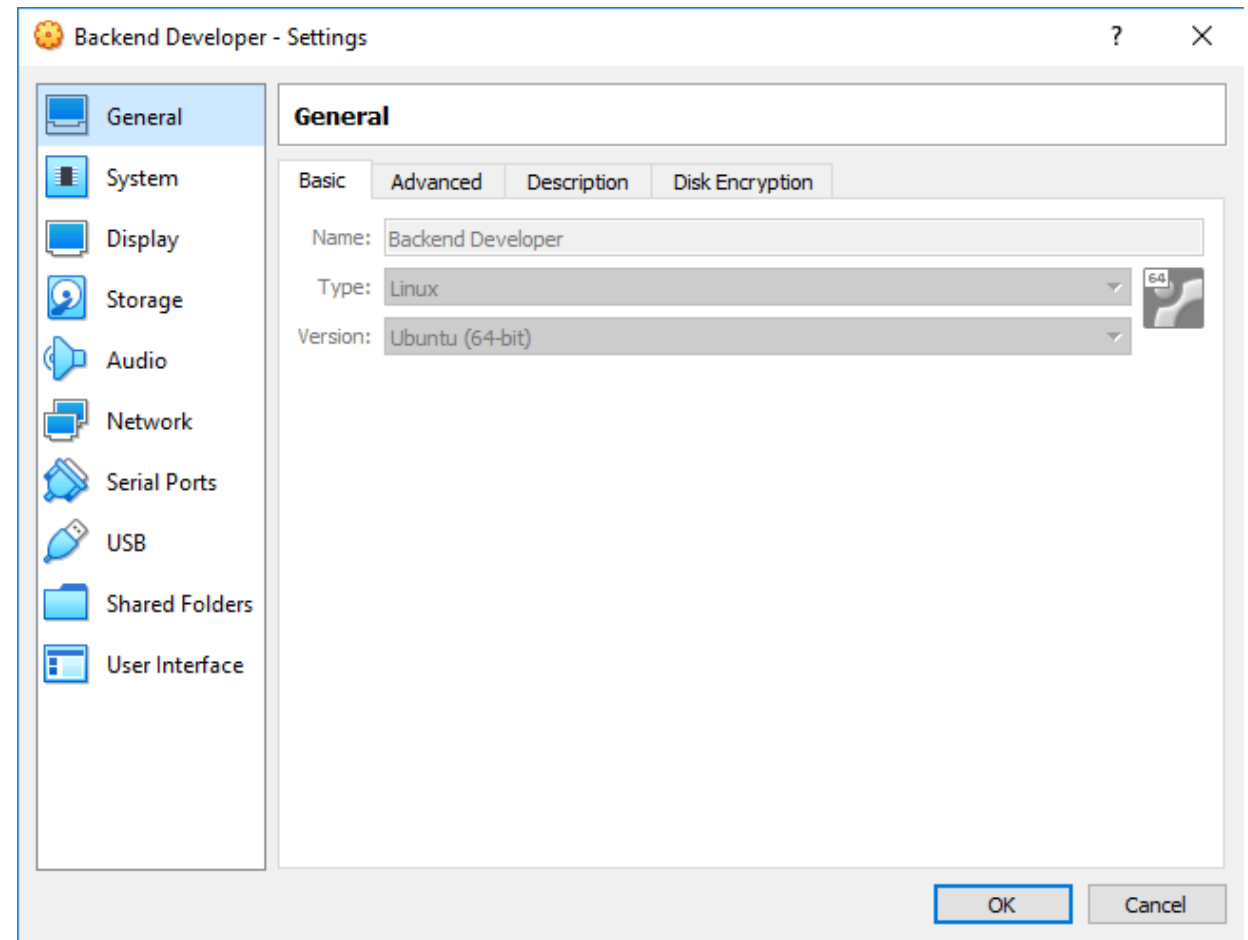 Backend Developer - Settings
?
General
System
Display
Storage
Audio
Network
Serial Ports
USB
Shared Folders
User Interface
General
Basic Advanced Description Disk Encryption
Name: Backend Developer
Type: Linux
64
Version: Ubuntu (64-bit)
OK Cancel